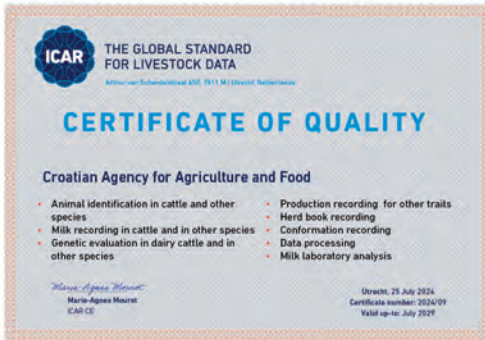 ICAR
THE GLOBAL STANDARD
FOR LIVESTOCK DATA
Arthur van Schendelstraat 650, 3511 MJ Utrecht, Netherlands
CERTIFICATE OF QUALITY
Croatian Agency for Agriculture and Food
• Animal identification in cattle and other
species
• Milk recording in cattle and in other species
• Genetic evaluation in dairy cattle and in
other species
• Production recording for other traits
• Herd book recording
• Conformation recording
• Data processing
• Milk laboratory analysis
Marie-Agnes Mourot
Marie-Agnes Mourot
ICAR CE
Utrecht, 25 July 2024
Certificate number: 2024/09
Valid up-to: July 2029